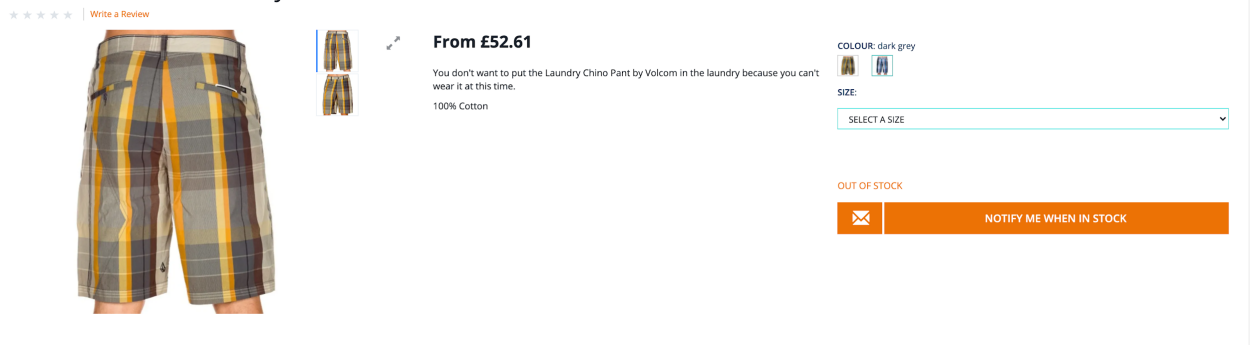 Write a Review
From £52.61
You don't want to put the Laundry Chino Pant by Volcom in the laundry because you can't
wear it at this time.
100% Cotton
COLOUR: dark grey
SIZE:
SELECT A SIZE
OUT OF STOCK
NOTIFY ME WHEN IN STOCK